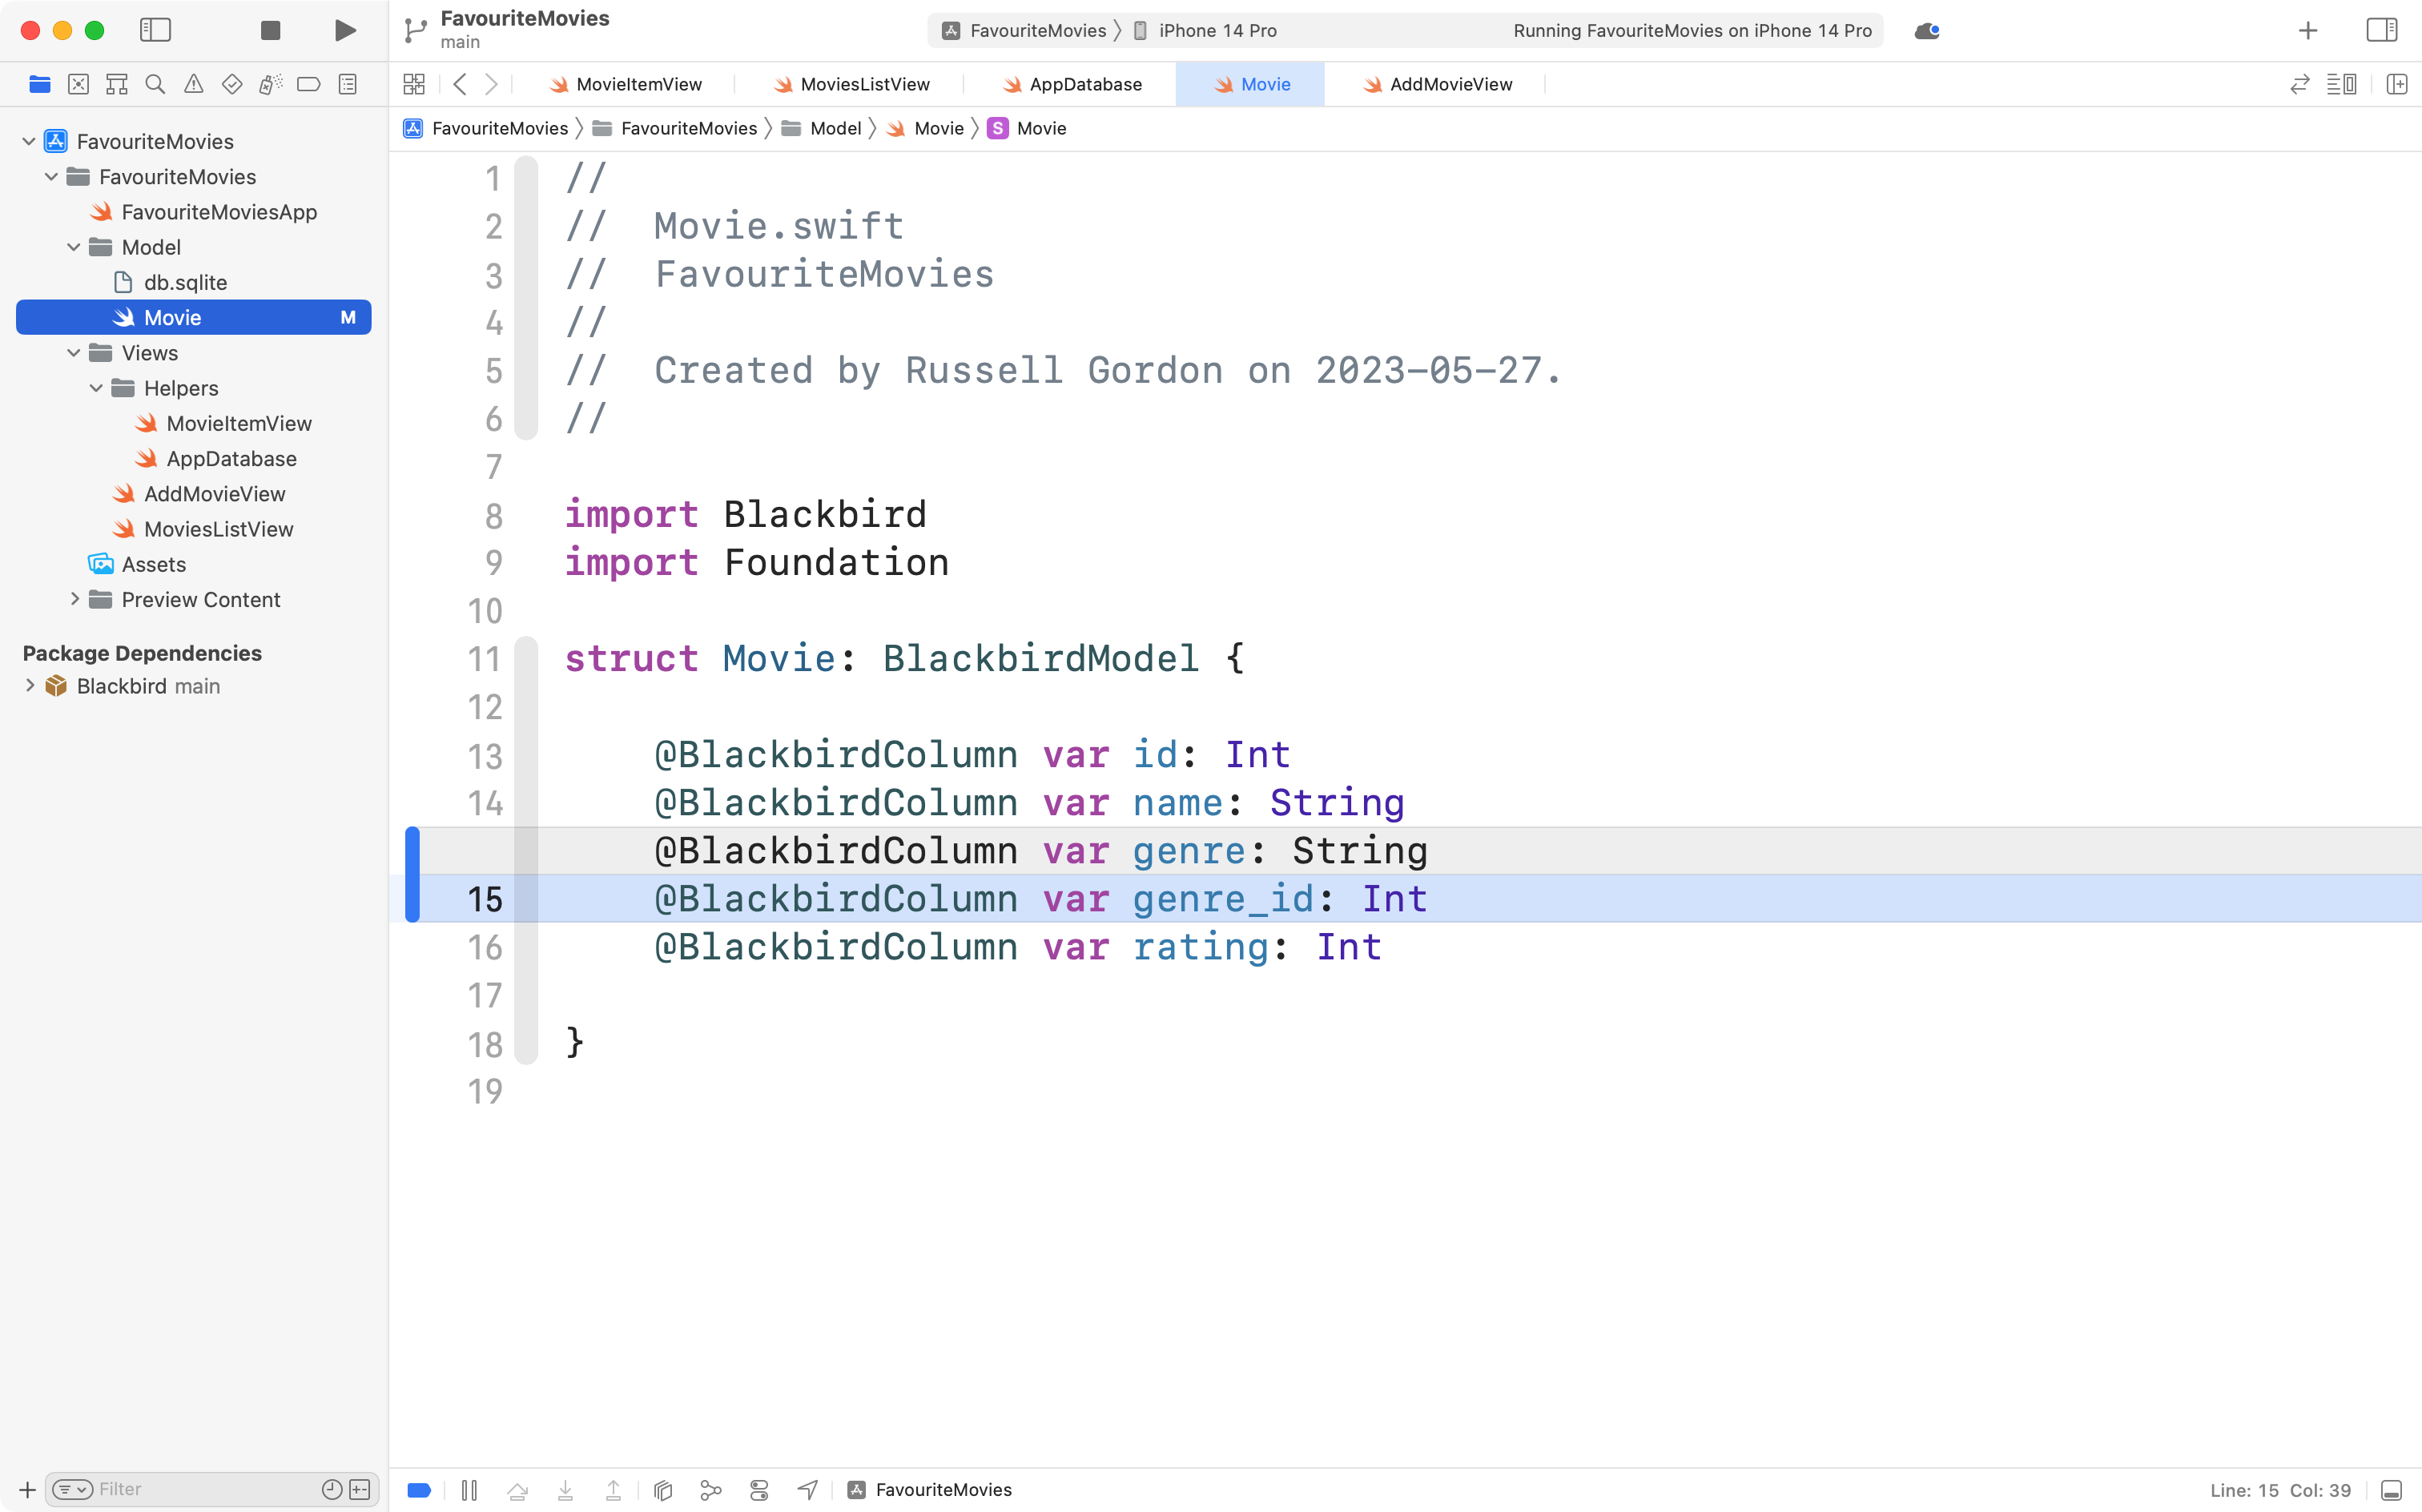 FavouriteMovies
main
FavouriteMovies
iPhone 14 Pro
Running FavouriteMovies on iPhone 14 Pro
MovieItemView
MoviesListView
AppDatabase
Movie
AddMovieView
FavouriteMovies
FavouriteMovies
Model
Movie
S
Movie
FavouriteMovies
FavouriteMovies
FavouriteMoviesApp
Model
db.sqlite
Movie M
Views
Helpers
MovieItemView
AppDatabase
AddMovieView
MoviesListView
Assets
Preview Content
Package Dependencies
Blackbird main
Filter
1 //
2 //  Movie.swift
3 //  FavouriteMovies
4 //
5 //  Created by Russell Gordon on 2023-05-27.
6 //
7
8 import Blackbird
9 import Foundation
10
11 struct Movie: BlackbirdModel {
12
13     @BlackbirdColumn var id: Int
14     @BlackbirdColumn var name: String
    @BlackbirdColumn var genre: String
15     @BlackbirdColumn var genre_id: Int
16     @BlackbirdColumn var rating: Int
17
18 }
19
FavouriteMovies
Line: 15 Col: 39